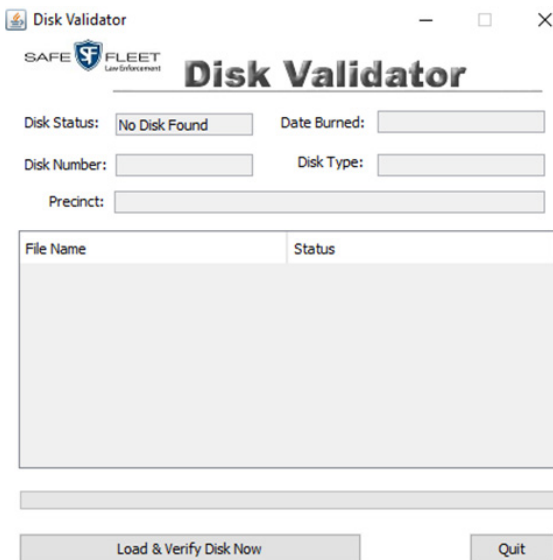 Disk Validator
SAFE SF FLEET
Law Enforcement
Disk Validator
Disk Status: No Disk Found Date Burned:
Disk Number: Disk Type:
Precinct:
File Name Status
Load & Verify Disk Now Quit